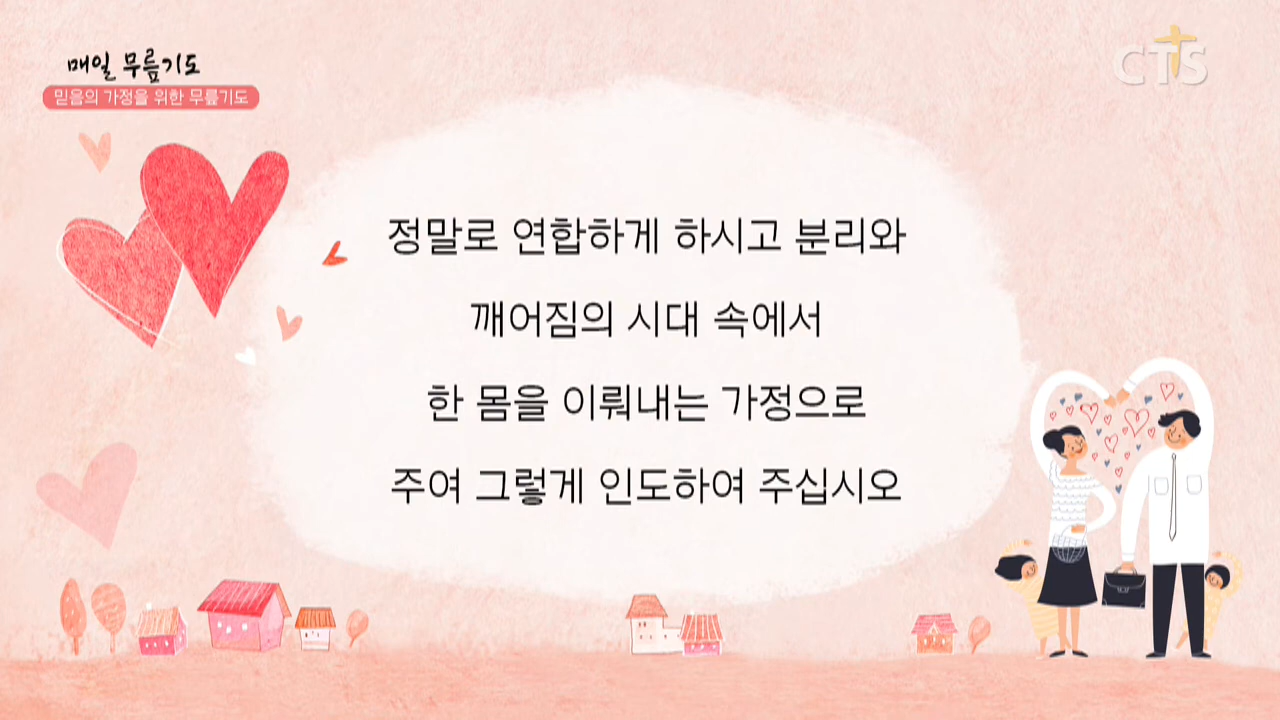 매일 무릎기도
믿음의 가정을 위한 무릎기도
CTS
정말로 연합하게 하시고 분리와
깨어짐의 시대 속에서
한 몸을 이뤄내는 가정으로
주여 그렇게 인도하여 주십시오